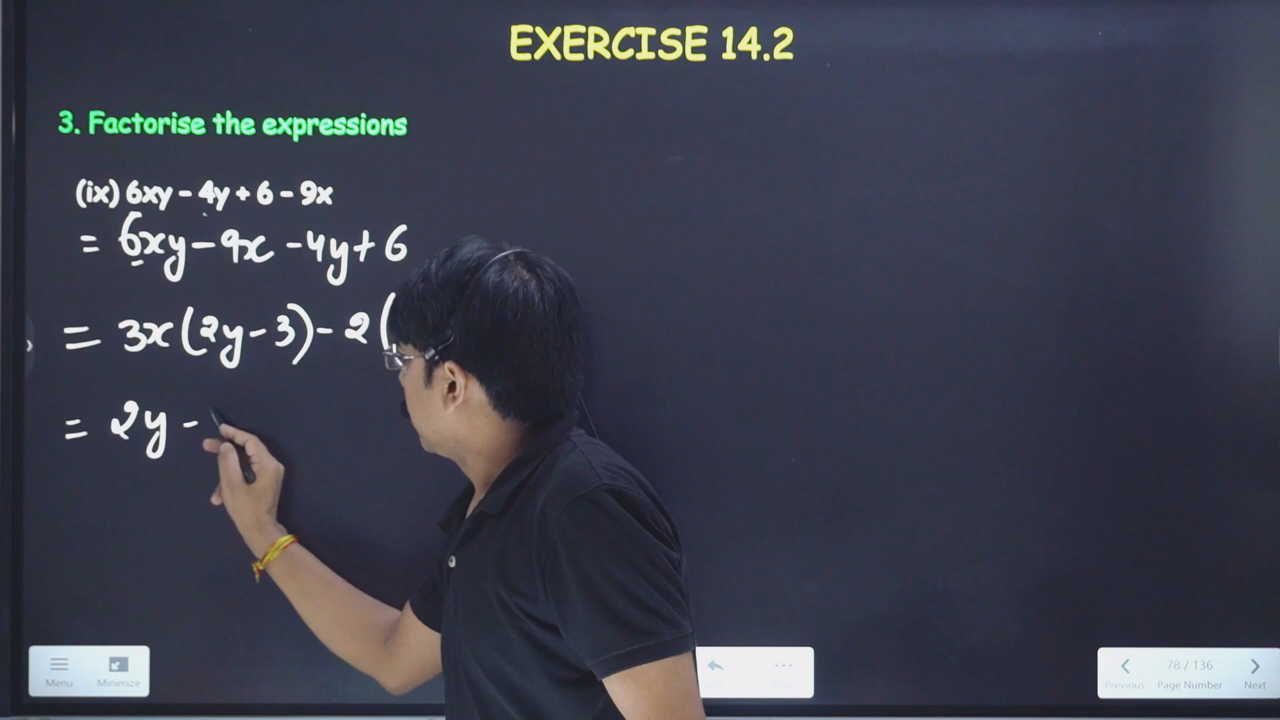 EXERCISE 14.2
3. Factorise the expressions
(ix) 6xy - 4y + 6 - 9x
= 6xy - 9x - 4y + 6
= 3x(2y - 3) - 2(
= 2y -
Menu
Minimize
...
Previous
78 / 136
Page Number
Next